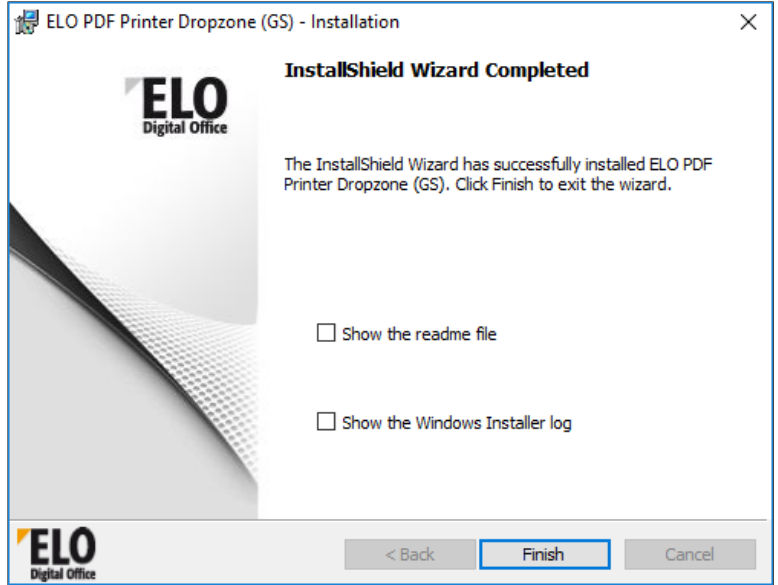 ELO PDF Printer Dropzone (GS) - Installation
ELO
Digital Office
InstallShield Wizard Completed
The InstallShield Wizard has successfully installed ELO PDF
Printer Dropzone (GS). Click Finish to exit the wizard.
Show the readme file
Show the Windows Installer log
ELO
Digital Office
< Back
Finish
Cancel